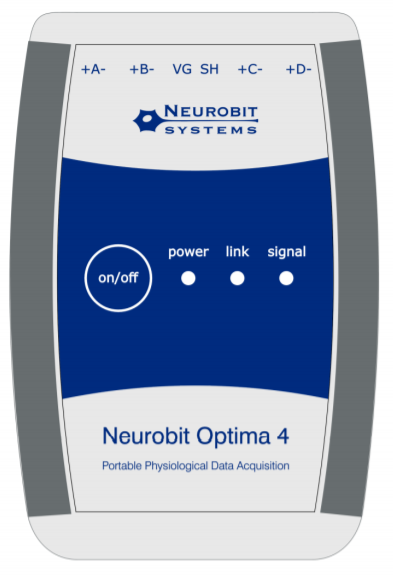 +A- +B- VG SH +C- +D-
NEUROBIT
SYSTEMS
power link signal
on/off
Neurobit Optima 4
Portable Physiological Data Acquisition